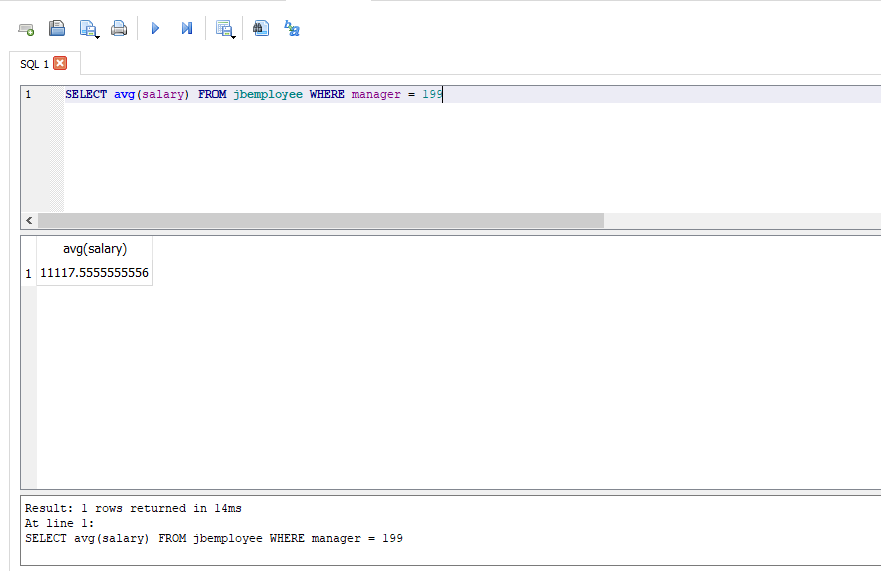 SQL 1
1 SELECT avg(salary) FROM jbemployee WHERE manager = 199
avg(salary)
1 11117.5555555556
Result: 1 rows returned in 14ms
At line 1:
SELECT avg(salary) FROM jbemployee WHERE manager = 199